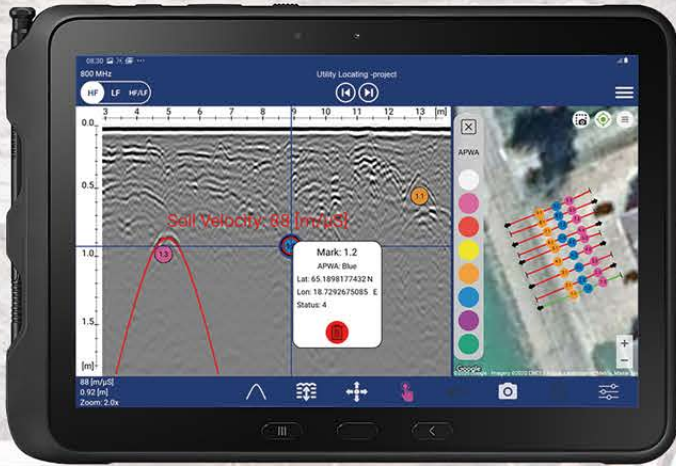 08:30
800 MHz
Utility Locating -project
HF LF HF/LF
3 4 5 6 7 8 9 10 11 12 13 [m]
0.0
0.5
1.0
1.5
[m]
Soil Velocity: 88 [m/µS]
1.1
1.3
Mark: 1.2
APWA: Blue
Lat: 65.1898177432 N
Lon: 18.7292675085 E
Status: 4
APWA
Google
+
−
88 [m/µS]
0.92 [m]
Zoom: 2.0x